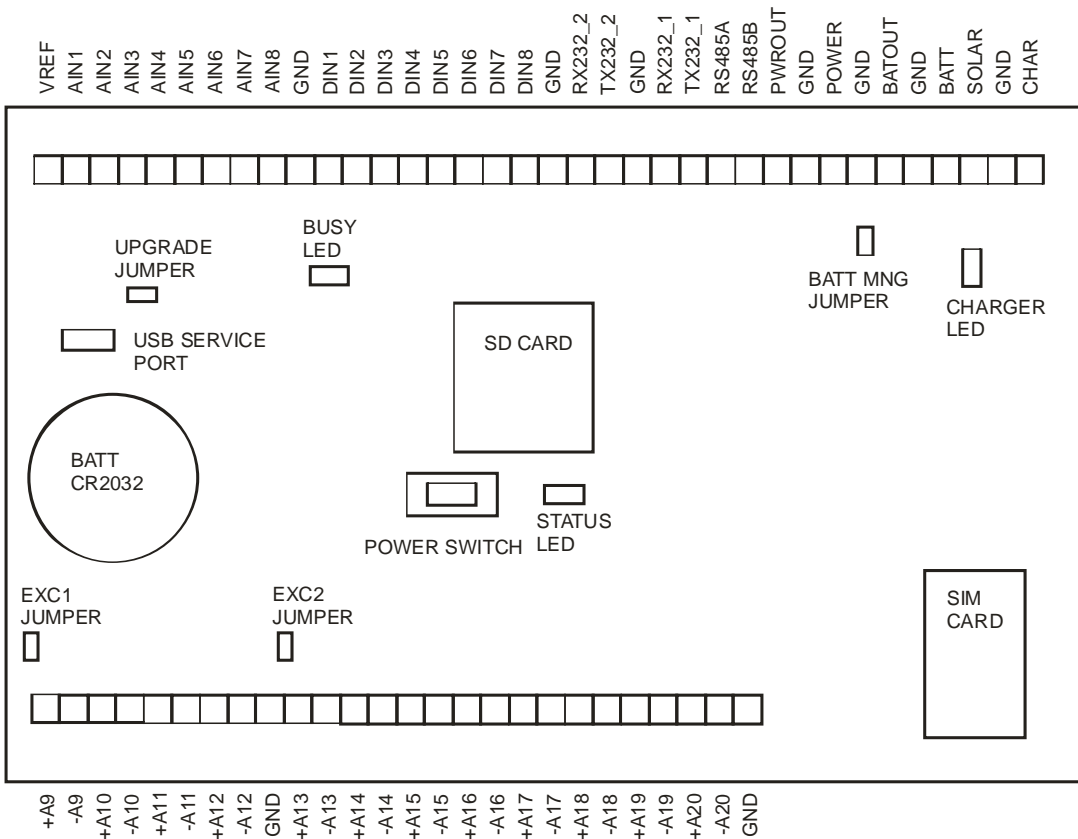 VREF
AIN1
AIN2
AIN3
AIN4
AIN5
AIN6
AIN7
AIN8
GND
DIN1
DIN2
DIN3
DIN4
DIN5
DIN6
DIN7
DIN8
GND
RX232_2
TX232_2
GND
RX232_1
TX232_1
RS485A
RS485B
PWROUT
GND
POWER
GND
BATOUT
GND
BATT
SOLAR
GND
CHAR
UPGRADE
JUMPER
BUSY
LED
BATT MNG
JUMPER
CHARGER
LED
USB SERVICE
PORT
SD CARD
BATT
CR2032
POWER SWITCH
STATUS
LED
EXC1
JUMPER
EXC2
JUMPER
SIM
CARD
+A9
-A9
+A10
-A10
+A11
-A11
+A12
-A12
GND
+A13
-A13
+A14
-A14
+A15
-A15
+A16
-A16
+A17
-A17
+A18
-A18
+A19
-A19
+A20
-A20
GND